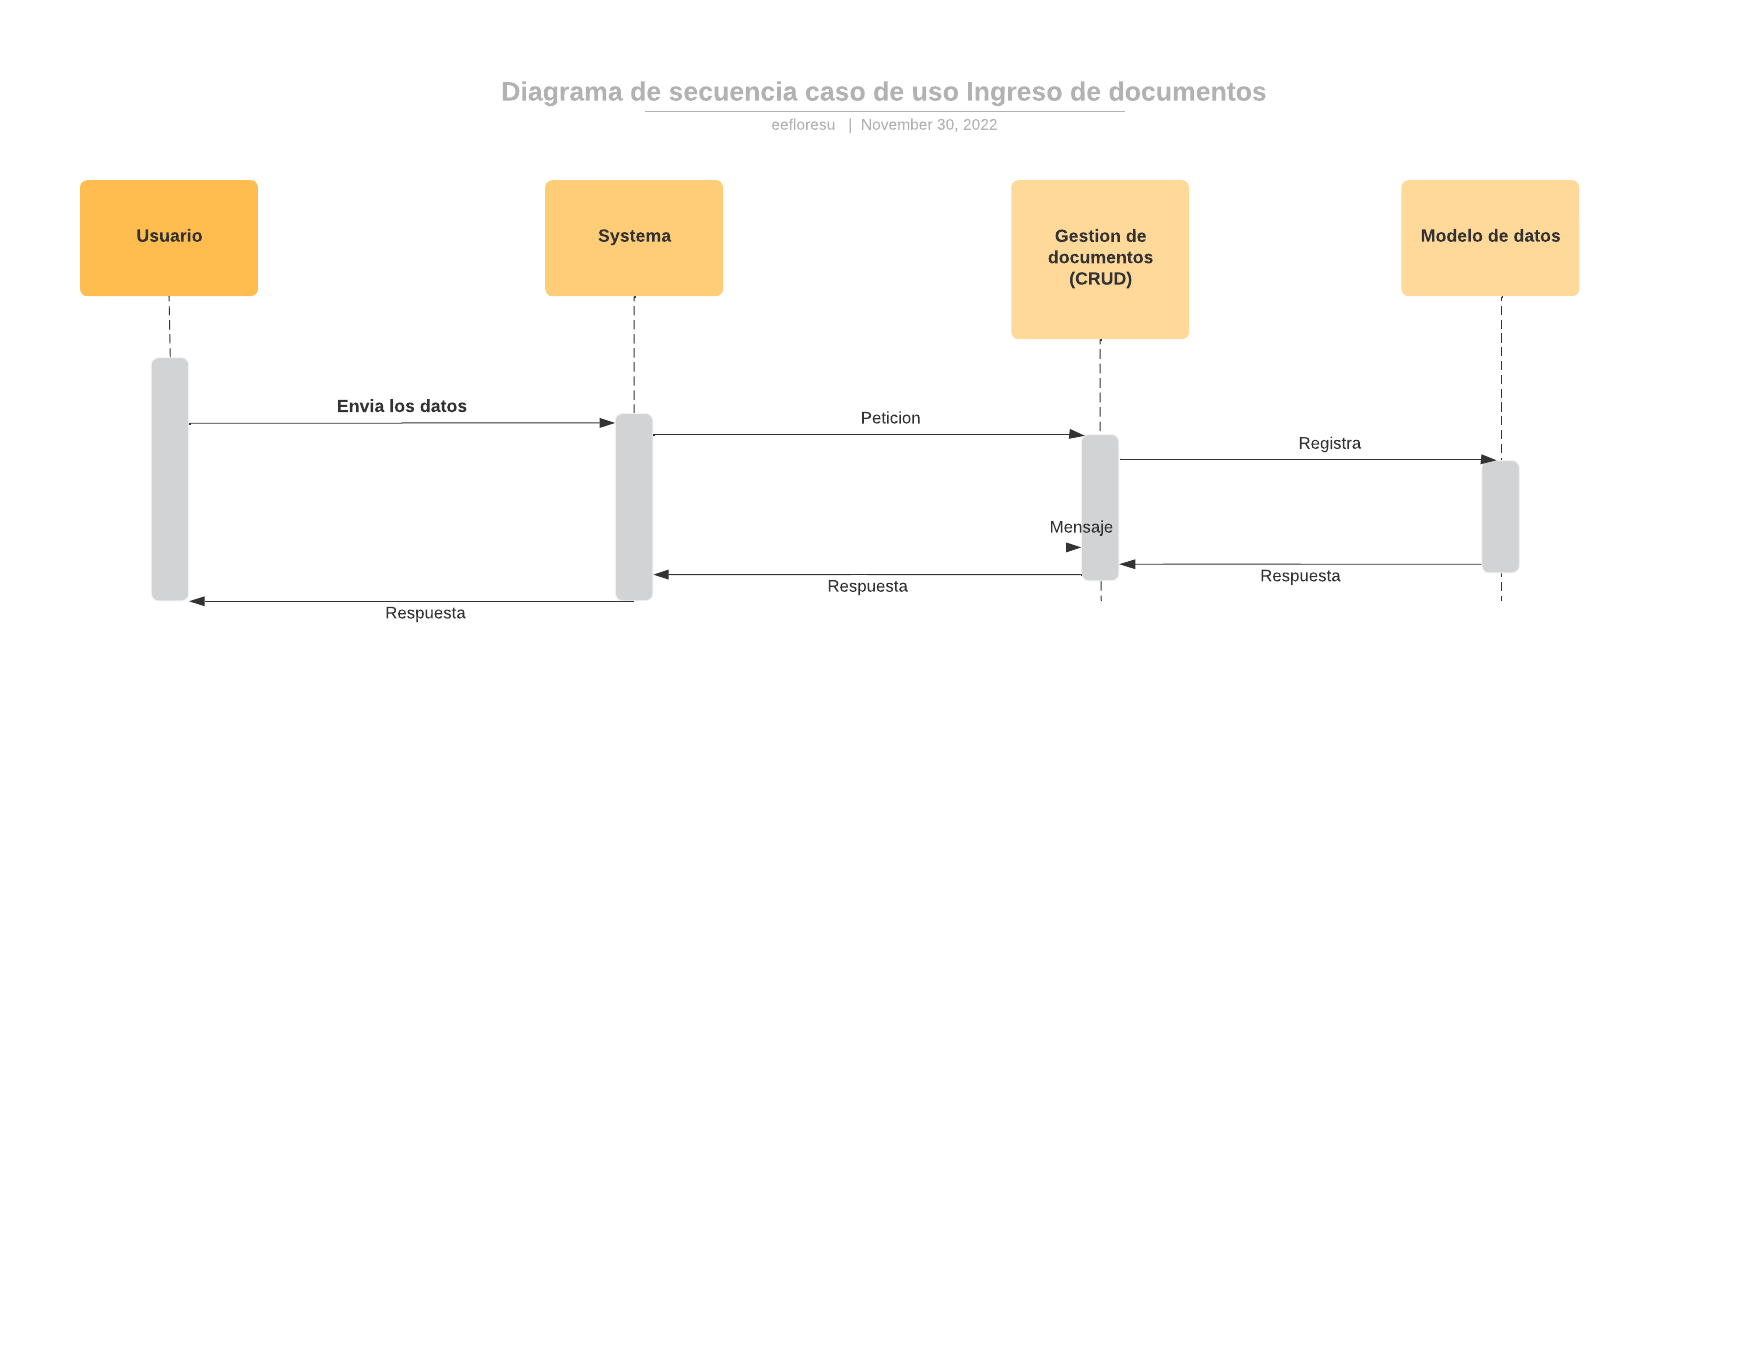 Diagrama de secuencia caso de uso Ingreso de documentos
eefloresu | November 30, 2022
Usuario
Systema
Gestion de
documentos
(CRUD)
Modelo de datos
Envia los datos
Peticion
Registra
Mensaje
Respuesta
Respuesta
Respuesta